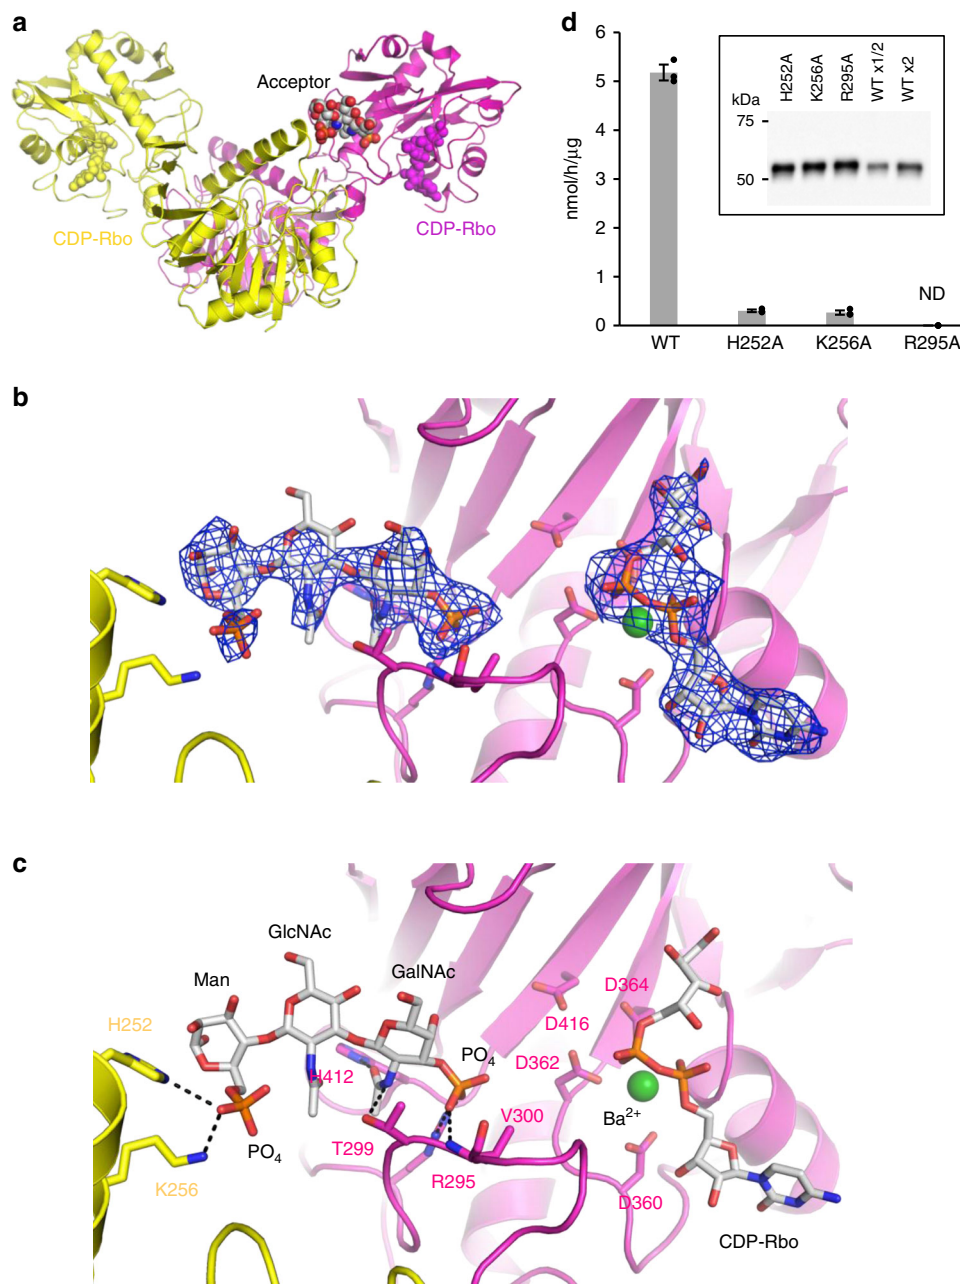 a
Acceptor
CDP-Rbo
CDP-Rbo
d
nmol/h/µg
6
5
4
3
2
1
0
WT
H252A
K256A
R295A
ND
H252A
K256A
R295A
WT x1/2
WT x2
kDa
75
50
b
c
GlcNAc
Man
GalNAc
H252
H412
PO4
D364
D416
D362
V300
Ba2+
PO4
T299
R295
K256
D360
CDP-Rbo